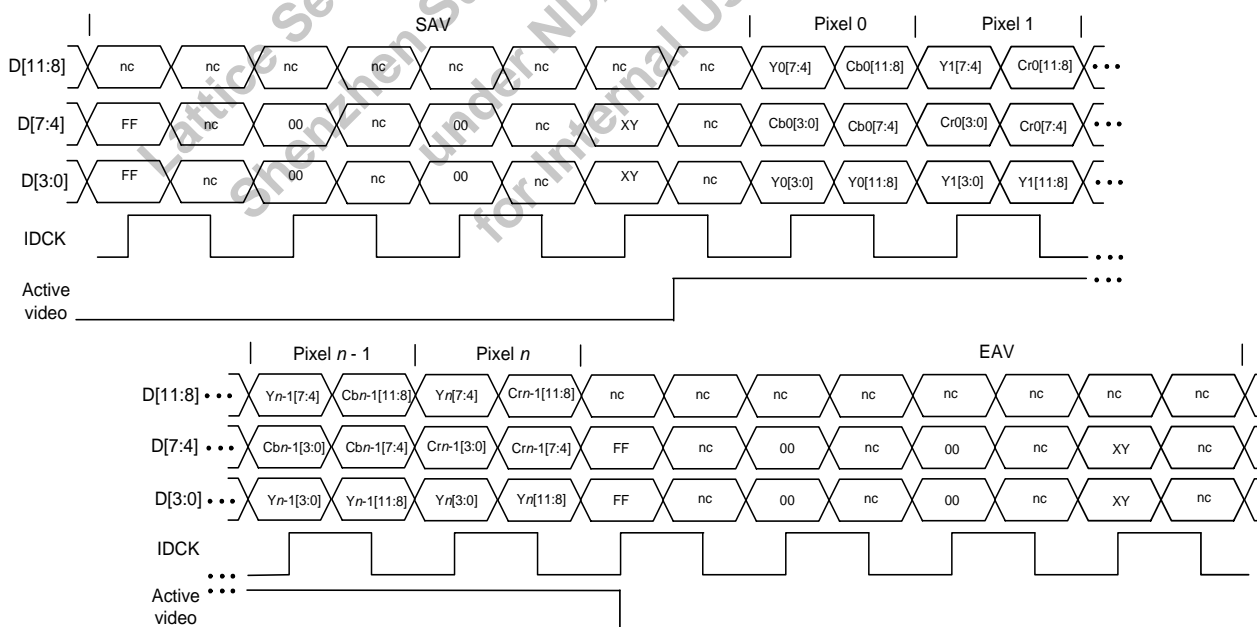 SAV Pixel 0 Pixel 1
D[11:8] nc nc nc nc nc nc nc nc Y0[7:4] Cb0[11:8] Y1[7:4] Cr0[11:8]
D[7:4] FF nc 00 nc 00 nc XY nc Cb0[3:0] Cb0[7:4] Cr0[3:0] Cr0[7:4]
D[3:0] FF nc 00 nc 00 nc XY nc Y0[3:0] Y0[11:8] Y1[3:0] Y1[11:8]
IDCK
Active
video
Lattice Se
Shenzhen S
under ND
for Internal US
Pixel n - 1 Pixel n EAV
D[11:8] Yn-1[7:4] Cbn-1[11:8] Yn[7:4] Crn-1[11:8] nc nc nc nc nc nc nc nc
D[7:4] Cbn-1[3:0] Cbn-1[7:4] Crn-1[3:0] Crn-1[7:4] FF nc 00 nc 00 nc XY nc
D[3:0] Yn-1[3:0] Yn-1[11:8] Yn[3:0] Yn[11:8] FF nc 00 nc 00 nc XY nc
IDCK
Active
video